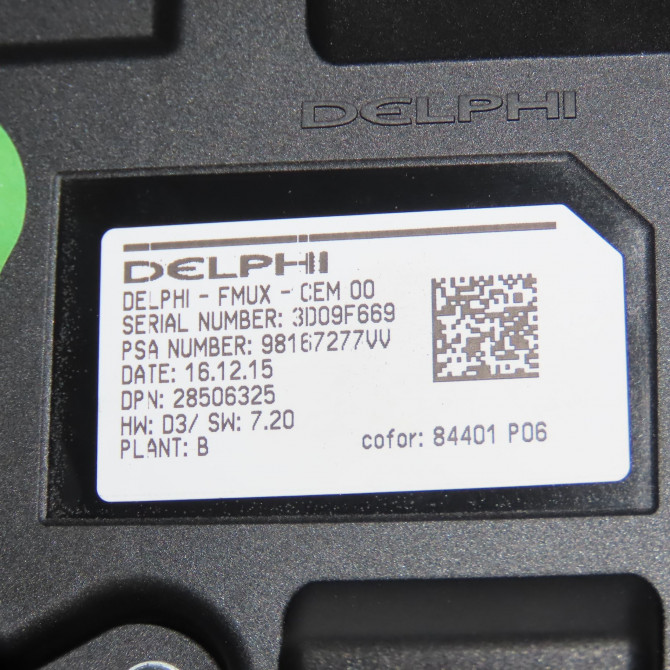 DELPHI
DELPHI
DELPHI - FMUX - CEM 00
SERIAL NUMBER: 3D09F669
PSA NUMBER: 98167277VV
DATE: 16.12.15
DPN: 28506325
HW: D3/ SW: 7.20
PLANT: B
cofor: 84401 P06